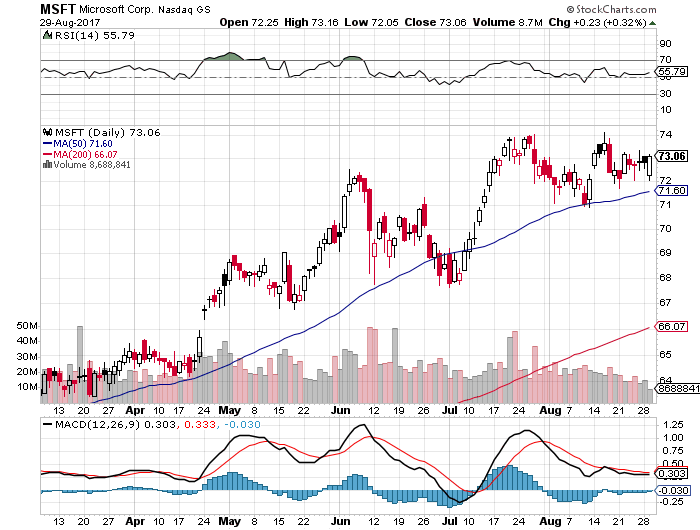 MSFT Microsoft Corp. Nasdaq GS © StockCharts.com
29-Aug-2017 Open 72.25 High 73.16 Low 72.05 Close 73.06 Volume 8.7M Chg +0.23 (+0.32%)
RSI(14) 55.79
90
70
55.79
50
30
10
MSFT (Daily) 73.06
MA(50) 71.60
MA(200) 66.07
Volume 8,688,841
74
73.06
72
71.60
71
70
69
68
67
66.07
65
64
8688841
50M
40M
30M
20M
10M
13 20 27 Apr 10 17 24 May 8 15 22 Jun 12 19 26 Jul 10 17 24 Aug 7 14 21 28
MACD(12,26,9) 0.303, 0.333, -0.030
1.25
1.00
0.75
0.50
0.303
-0.030
-0.25
13 20 27 Apr 10 17 24 May 8 15 22 Jun 12 19 26 Jul 10 17 24 Aug 7 14 21 28